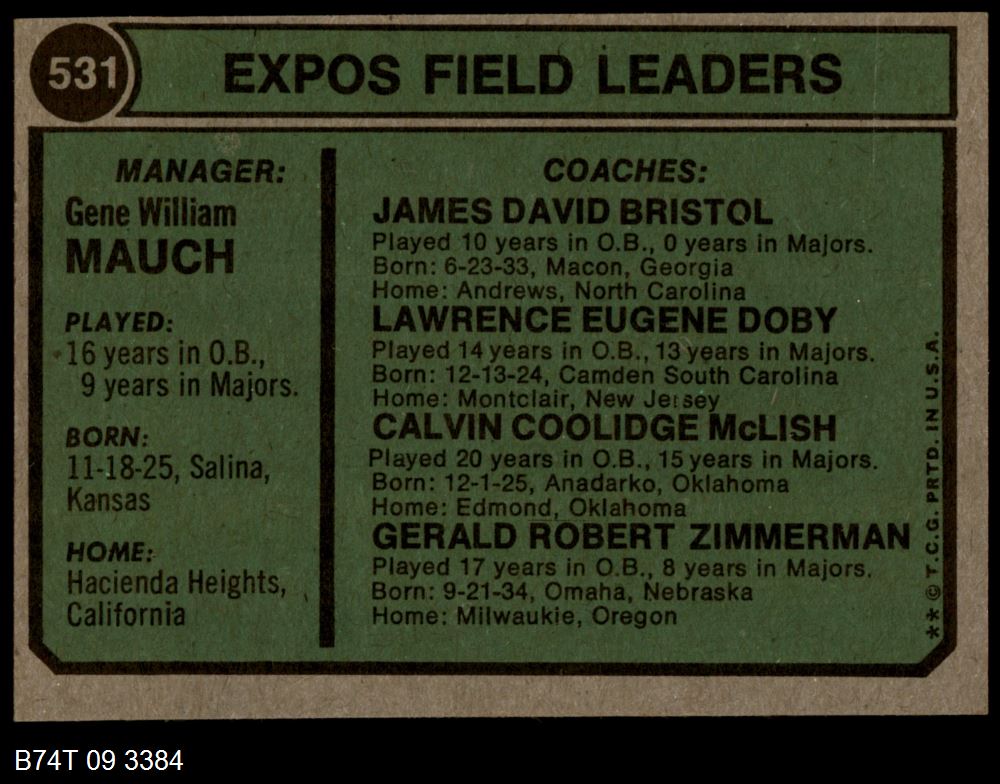 531
EXPOS FIELD LEADERS
MANAGER:
Gene William
MAUCH
PLAYED:
16 years in O.B.,
9 years in Majors.
BORN:
11-18-25, Salina,
Kansas
HOME:
Hacienda Heights,
California
COACHES:
JAMES DAVID BRISTOL
Played 10 years in O.B., 0 years in Majors.
Born: 6-23-33, Macon, Georgia
Home: Andrews, North Carolina
LAWRENCE EUGENE DOBY
Played 14 years in O.B., 13 years in Majors.
Born: 12-13-24, Camden South Carolina
Home: Montclair, New Jersey
CALVIN COOLIDGE McLISH
Played 20 years in O.B., 15 years in Majors.
Born: 12-1-25, Anadarko, Oklahoma
Home: Edmond, Oklahoma
GERALD ROBERT ZIMMERMAN
Played 17 years in O.B., 8 years in Majors.
Born: 9-21-34, Omaha, Nebraska
Home: Milwaukie, Oregon
** © T.C.G. PRTD. IN U.S.A.
B74T 09 3384